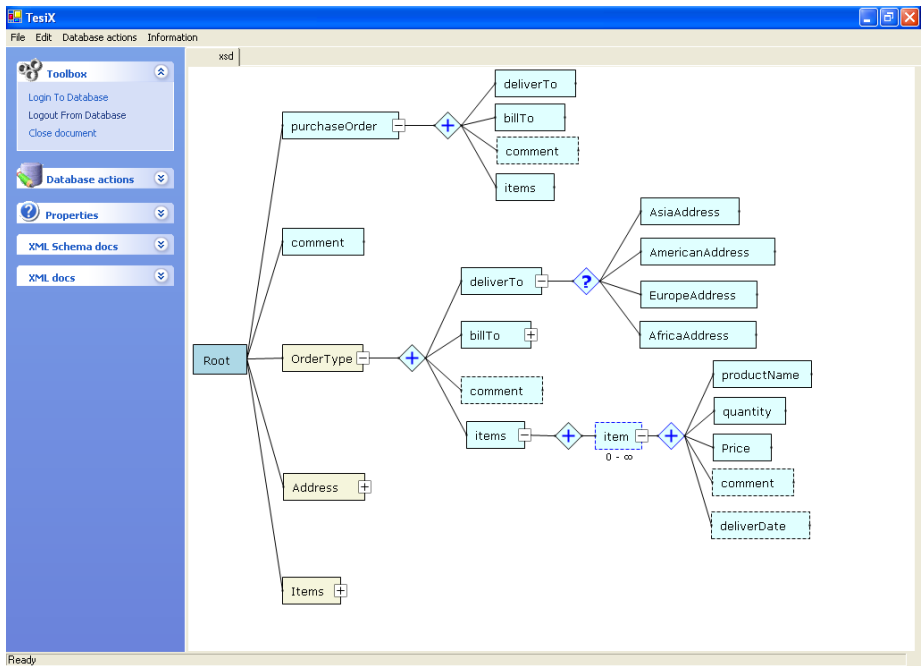 TesiX
File Edit Database actions Information
xsd
Toolbox
Login To Database
Logout From Database
Close document
Database actions
Properties
XML Schema docs
XML docs
Root
purchaseOrder
deliverTo
billTo
comment
items
comment
OrderType
deliverTo
AsiaAddress
AmericanAddress
EuropeAddress
AfricaAddress
billTo
comment
items
item
0 - ∞
productName
quantity
Price
comment
deliverDate
Address
Items
Ready